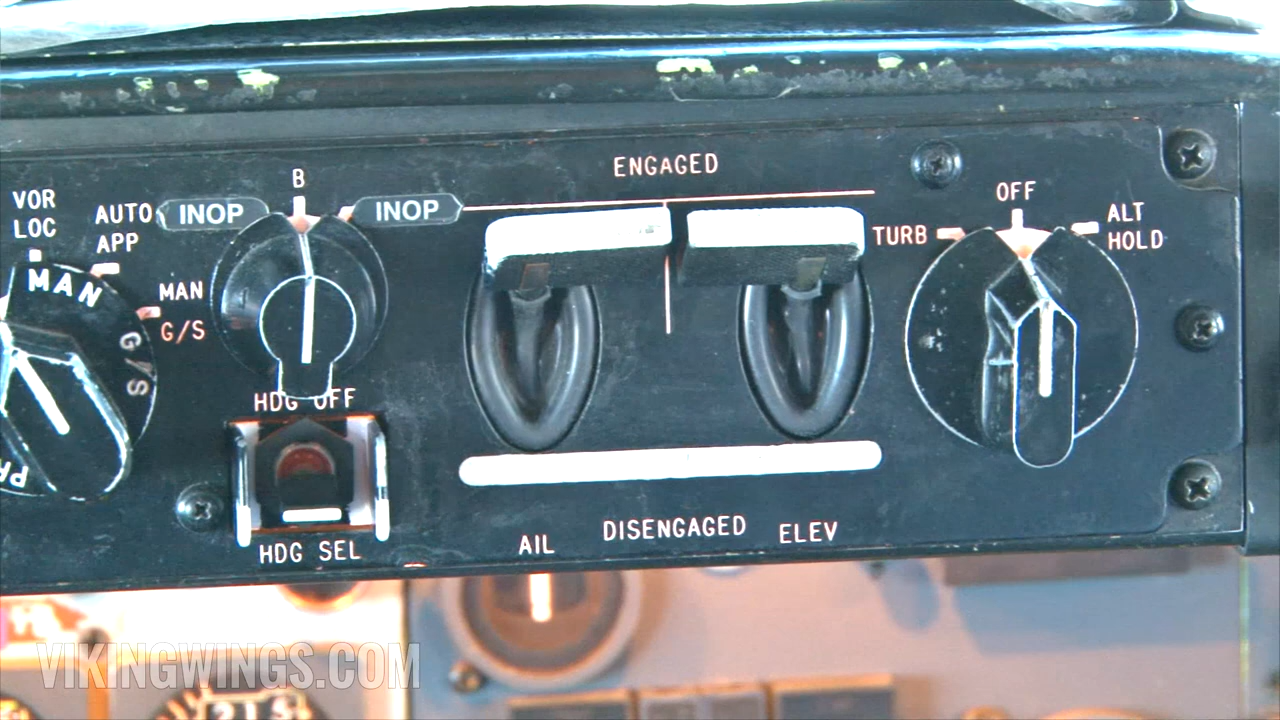 ENGAGED
B
VOR
LOC
AUTO
APP
INOP
INOP
OFF
TURB
ALT
HOLD
MAN
G/S
MAN
G/S
HDG OFF
HDG SEL
AIL
DISENGAGED
ELEV
VIKINGWINGS.COM